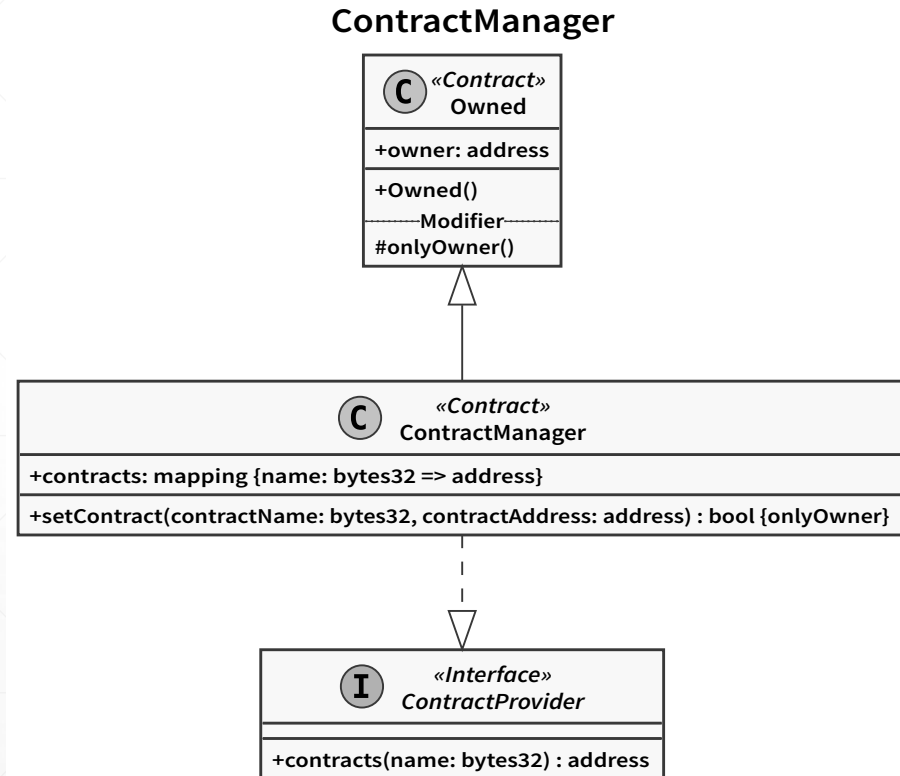 ContractManager
C
«Contract»
Owned
+owner: address
+Owned()
Modifier
#onlyOwner()
C
«Contract»
ContractManager
+contracts: mapping {name: bytes32 => address}
+setContract(contractName: bytes32, contractAddress: address) : bool {onlyOwner}
I
«Interface»
ContractProvider
+contracts(name: bytes32) : address